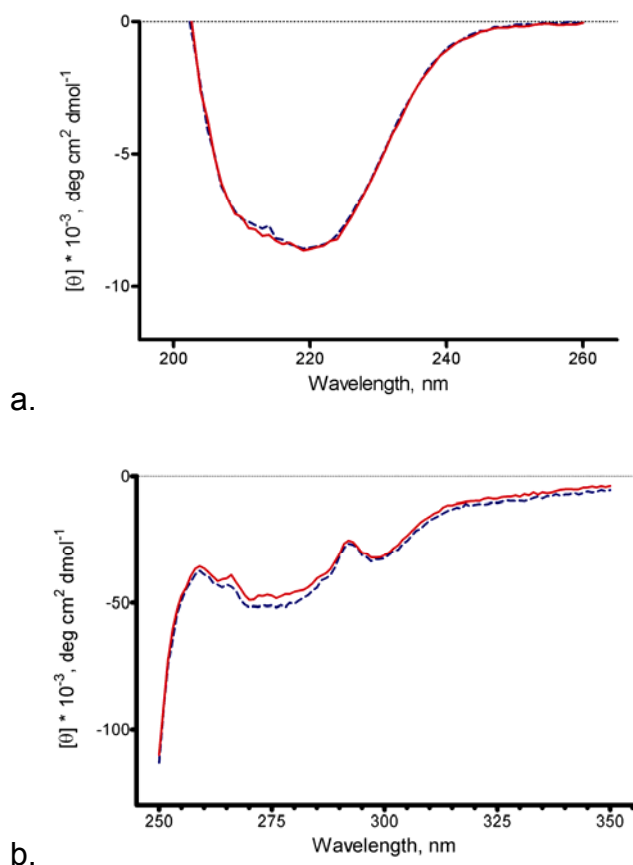 0
-5
-10
[θ] * 10⁻³, deg cm² dmol⁻¹
200 220 240 260
Wavelength, nm
a.
0
-50
-100
[θ] * 10⁻³, deg cm² dmol⁻¹
250 275 300 325 350
Wavelength, nm
b.